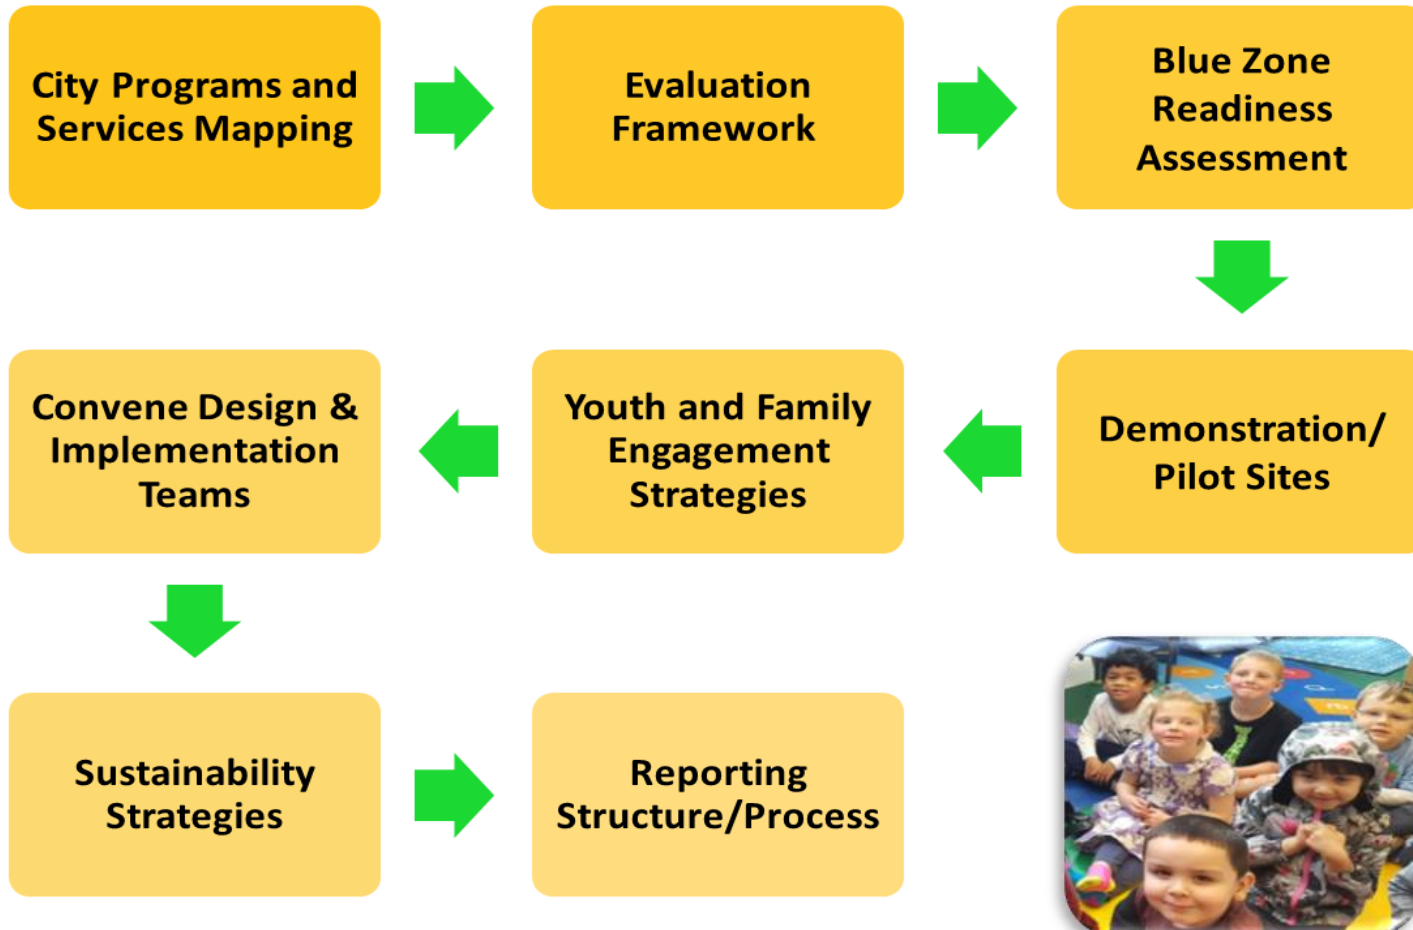 City Programs and
Services Mapping
Evaluation
Framework
Blue Zone
Readiness
Assessment
Demonstration/
Pilot Sites
Youth and Family
Engagement
Strategies
Convene Design &
Implementation
Teams
Sustainability
Strategies
Reporting
Structure/Process